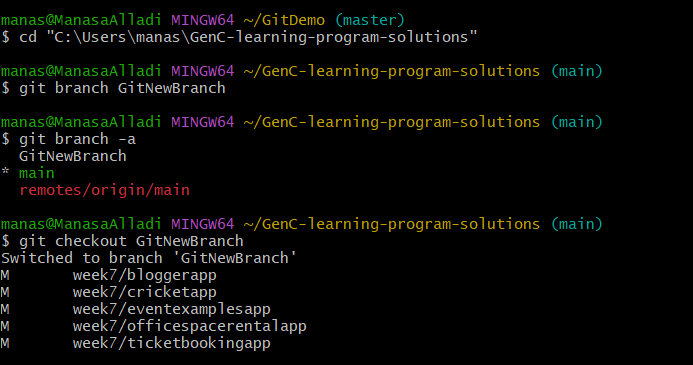 manas@ManasaAlladi MINGW64 ~/GitDemo (master)
$ cd "C:\Users\manas\GenC-learning-program-solutions"
manas@ManasaAlladi MINGW64 ~/GenC-learning-program-solutions (main)
$ git branch GitNewBranch
manas@ManasaAlladi MINGW64 ~/GenC-learning-program-solutions (main)
$ git branch -a
  GitNewBranch
* main
  remotes/origin/main
manas@ManasaAlladi MINGW64 ~/GenC-learning-program-solutions (main)
$ git checkout GitNewBranch
Switched to branch 'GitNewBranch'
M       week7/bloggerapp
M       week7/cricketapp
M       week7/eventexamplesapp
M       week7/officespacerentalapp
M       week7/ticketbookingapp